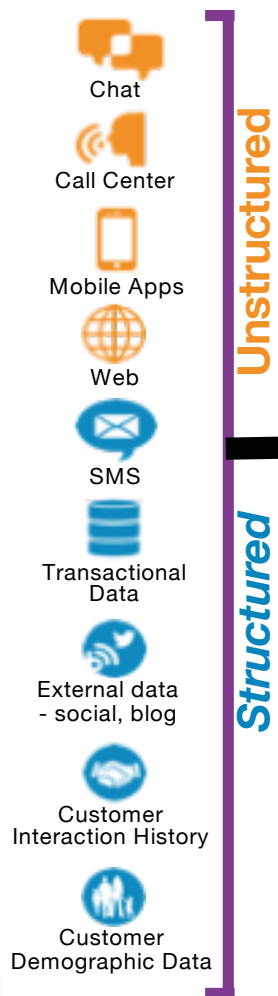 Chat
Call Center
Mobile Apps
Web
SMS
Transactional
Data
External data
- social, blog
Customer
Interaction History
Customer
Demographic Data
Unstructured
Structured